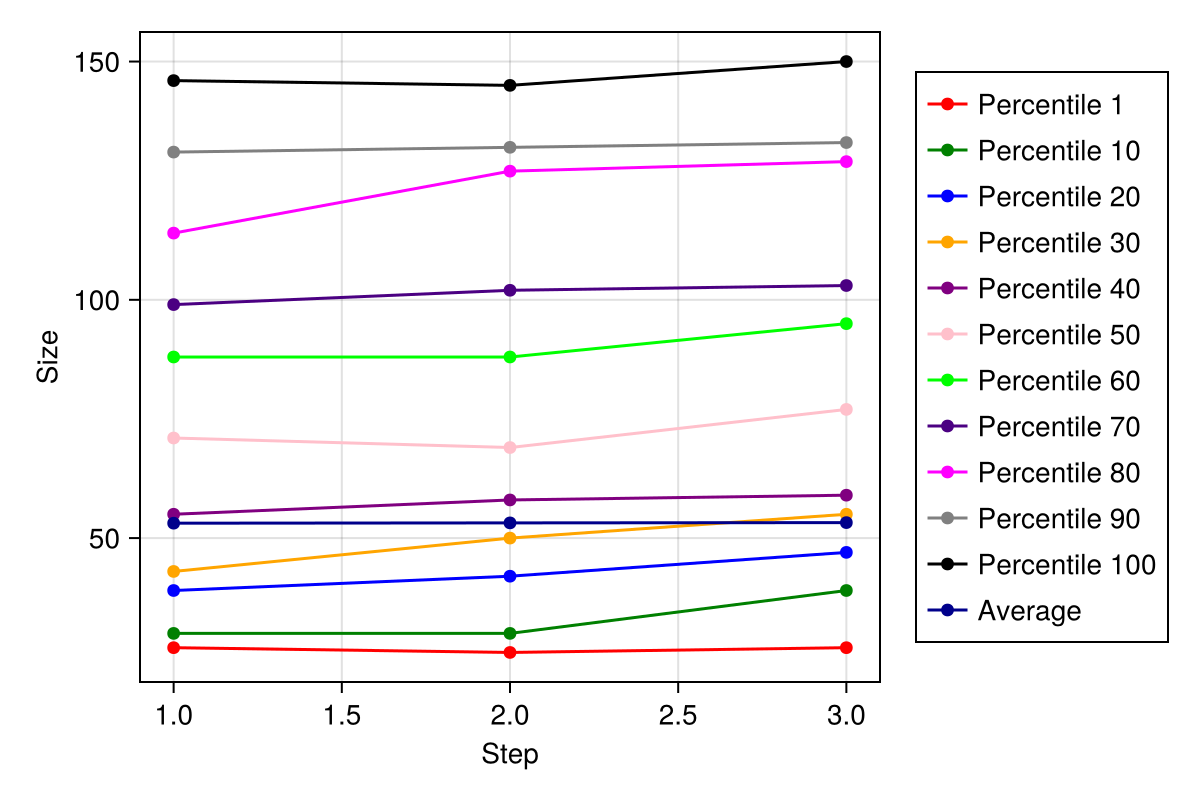 150
100
50
Size
1.0 1.5 2.0 2.5 3.0
Step
Percentile 1
Percentile 10
Percentile 20
Percentile 30
Percentile 40
Percentile 50
Percentile 60
Percentile 70
Percentile 80
Percentile 90
Percentile 100
Average